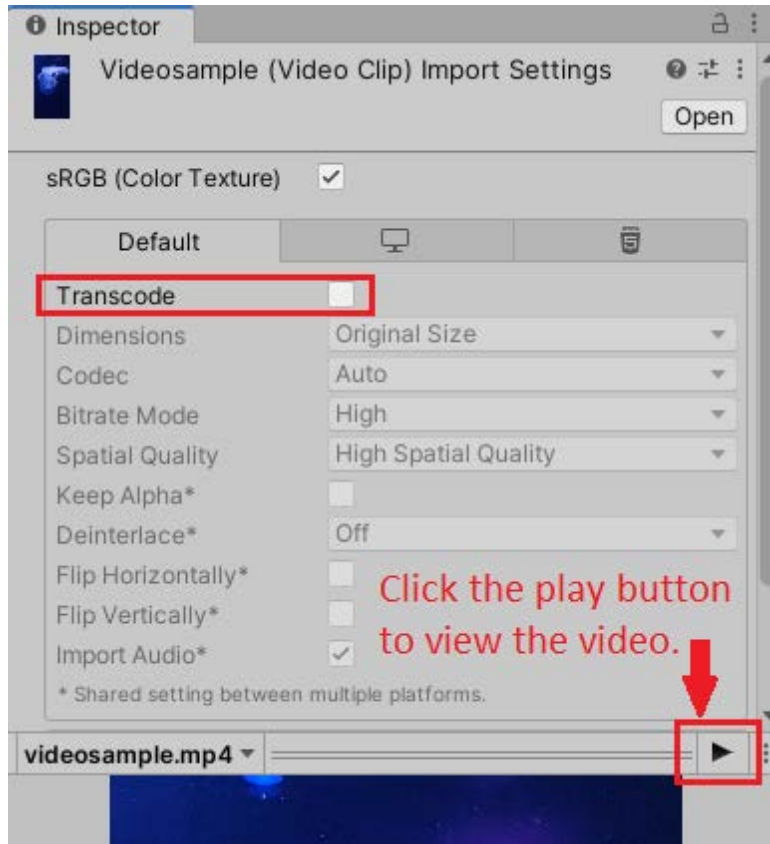 Inspector
Videosample (Video Clip) Import Settings
Open
sRGB (Color Texture)
Default
Transcode
Dimensions Original Size
Codec Auto
Bitrate Mode High
Spatial Quality High Spatial Quality
Keep Alpha*
Deinterlace* Off
Flip Horizontally*
Flip Vertically*
Import Audio*
Click the play button
to view the video.
* Shared setting between multiple platforms.
videosample.mp4